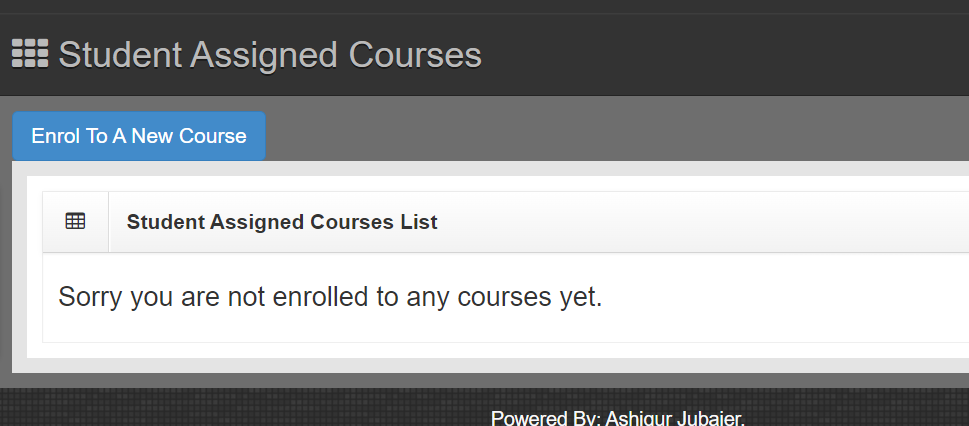 Student Assigned Courses
Enrol To A New Course
Student Assigned Courses List
Sorry you are not enrolled to any courses yet.
Powered By: Ashiqur Jubaier.